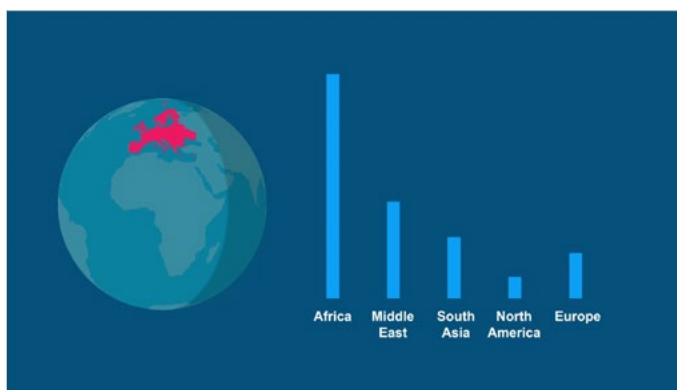 Africa
Middle
East
South
Asia
North
America
Europe